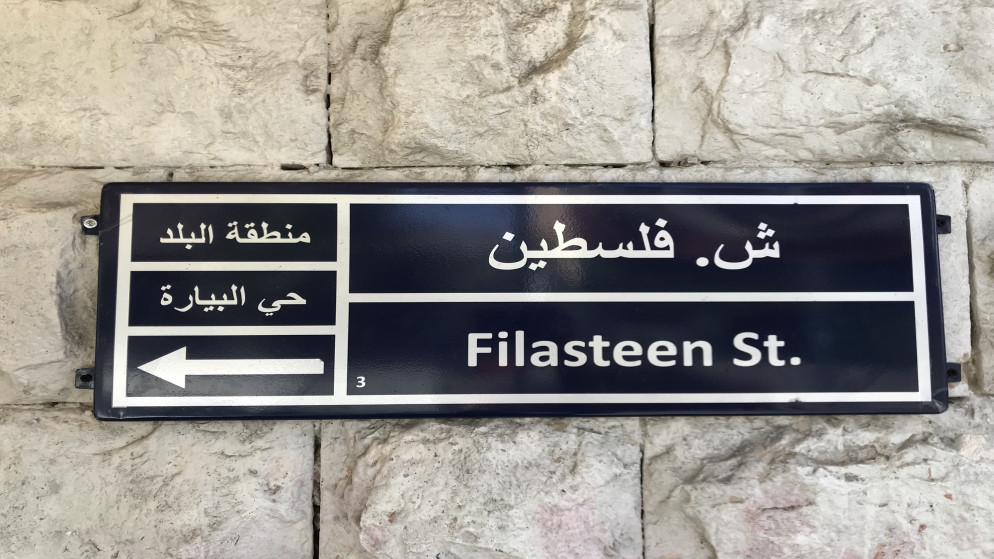 منطقة البلد
حي البيارة
ش. فلسطين
Filasteen St.
3